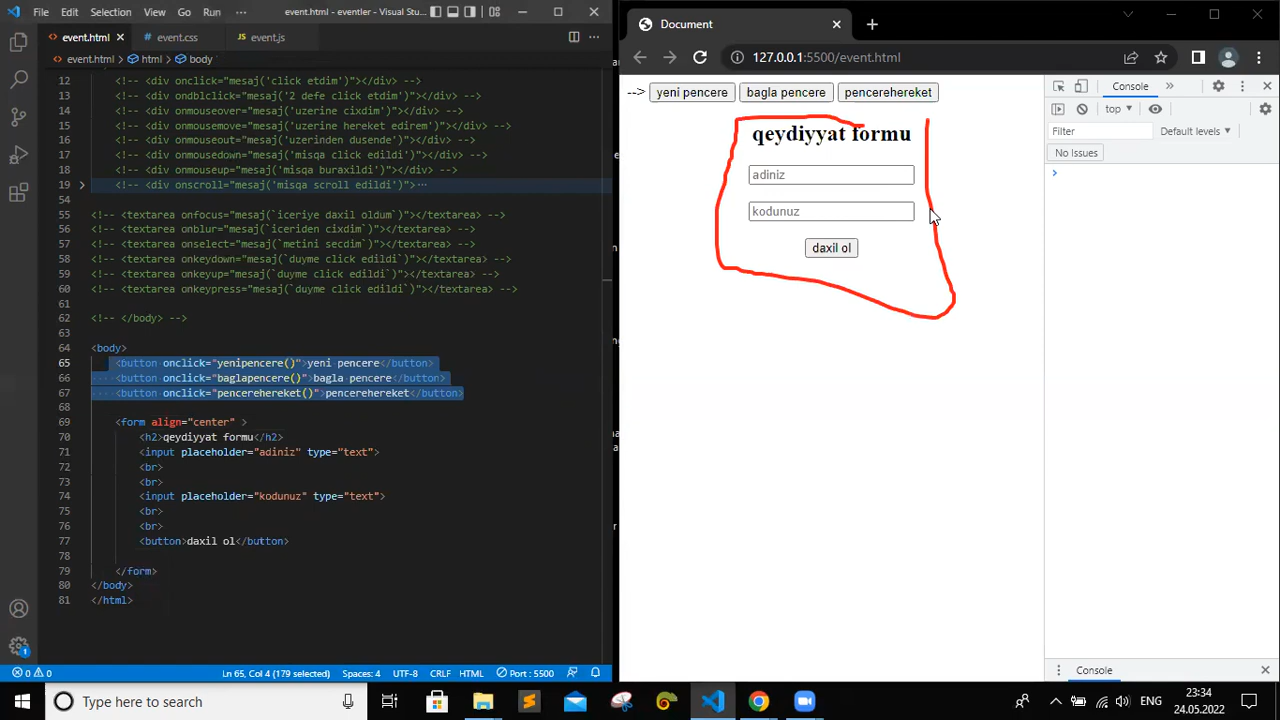 File Edit Selection View Go Run event.html - eventler - Visual Stu...
event.html event.css event.js
event.html > html > body
12 <!-- <div onclick="mesaj('click etdim')"></div> -->
13 <!-- <div ondblclick="mesaj('2 defe click etdim')"></div> -->
14 <!-- <div onmouseover="mesaj('uzerine cixdim')"></div> -->
15 <!-- <div onmousemove="mesaj('uzerine hereket edirem')"></div> -->
16 <!-- <div onmouseout="mesaj('uzerinden dusende')"></div> -->
17 <!-- <div onmousedown="mesaj('misqa click edildi')"></div> -->
18 <!-- <div onmouseup="mesaj('misqa buraxildi')"></div> -->
19 <!-- <div onscroll="mesaj('misqa scroll edildi')">...
54
55 <!-- <textarea onfocus="mesaj(`iceriye daxil oldum`)"></textarea> -->
56 <!-- <textarea onblur="mesaj(`iceriden cixdim`)"></textarea> -->
57 <!-- <textarea onselect="mesaj(`metini secdim`)"></textarea> -->
58 <!-- <textarea onkeydown="mesaj(`duyme click edildi`)"></textarea> -->
59 <!-- <textarea onkeyup="mesaj(`duyme click edildi`)"></textarea> -->
60 <!-- <textarea onkeypress="mesaj(`duyme click edildi`)"></textarea> -->
61
62 <!-- </body> -->
63
64 <body>
65 <button onclick="yenipencere()">yeni pencere</button>
66 <button onclick="baglapencere()">bagla pencere</button>
67 <button onclick="pencerehereket()">pencerehereket</button>
68
69 <form align="center" >
70 <h2>qeydiyyat formu</h2>
71 <input placeholder="adiniz" type="text">
72 <br>
73 <br>
74 <input placeholder="kodunuz" type="text">
75 <br>
76 <br>
77 <button>daxil ol</button>
78
79 </form>
80 </body>
81 </html>
0 0 Ln 65, Col 4 (179 selected) Spaces: 4 UTF-8 CRLF HTML Port : 5500
Document
127.0.0.1:5500/event.html
--> yeni pencere bagla pencere pencerehereket
qeydiyyat formu
adiniz
kodunuz
daxil ol
Console
top
Filter Default levels
No Issues
Console
Type here to search
ENG 23:34
24.05.2022